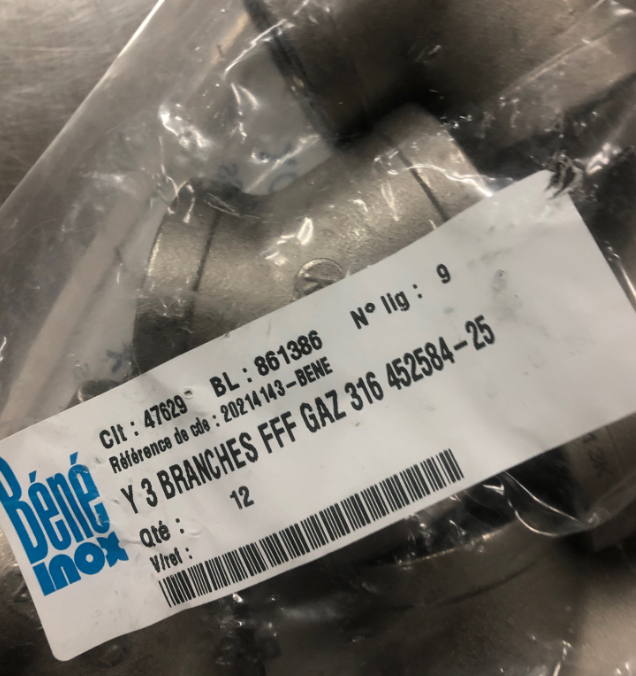 Clt : 47629 BL : 861386 N° lig : 9
Référence de cde : 20214143-BENE
Y 3 BRANCHES FFF GAZ 316 452584-25
Qté : 12
V/ref :
Béné
inox